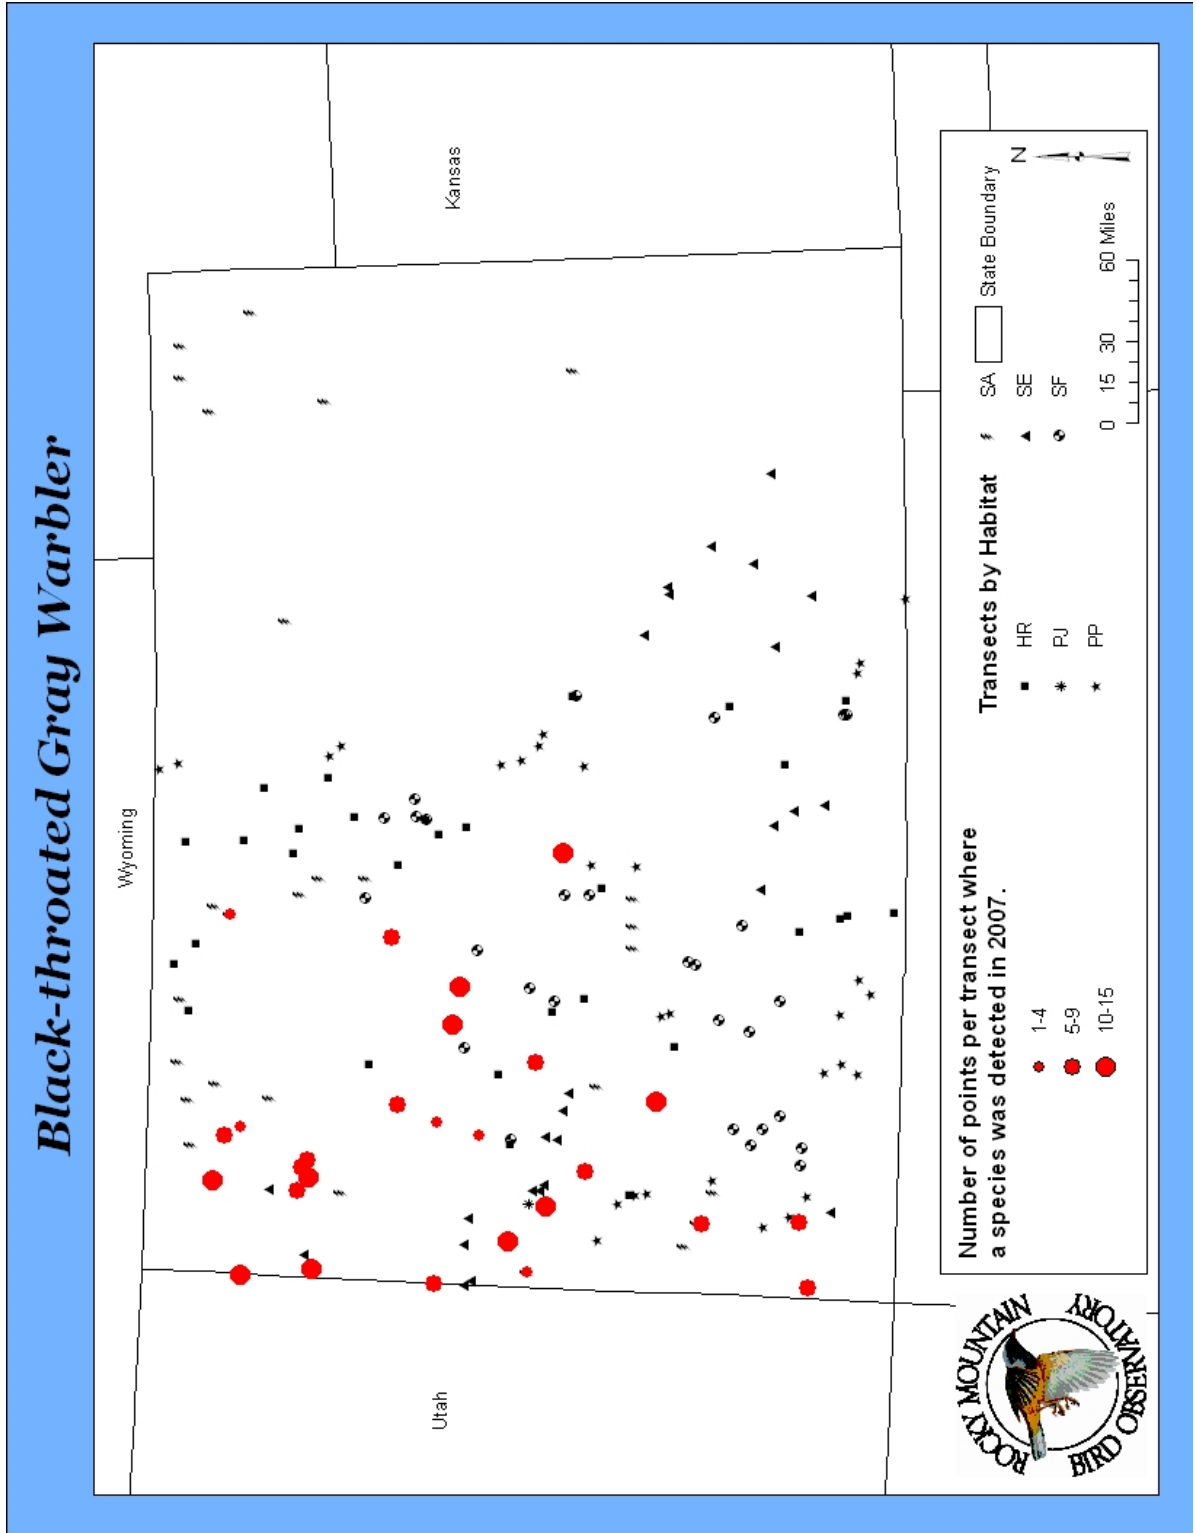 Black-throated Gray Warbler
Wyoming
Utah
Kansas
Number of points per transect where
a species was detected in 2007.
1-4
5-9
10-15
Transects by Habitat
HR
PJ
PP
SA
SE
SF
State Boundary
N
0 15 30 60 Miles
ROCKY MOUNTAIN
BIRD OBSERVATORY